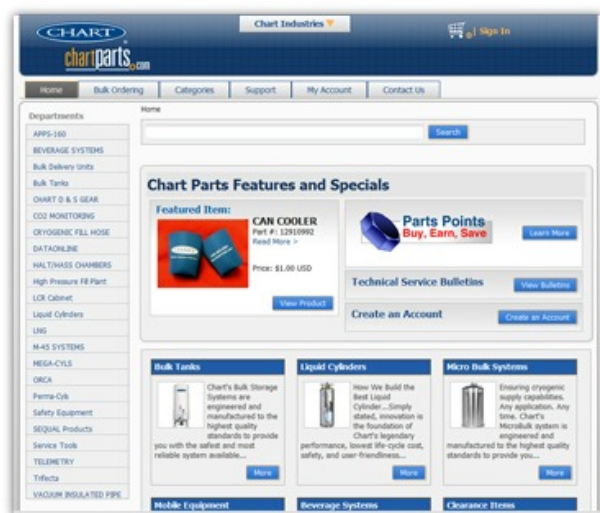 CHART
chartparts.com
Chart Industries
0 | Sign In
Home
Bulk Ordering
Categories
Support
My Account
Contact Us
Departments
APPS-160
BEVERAGE SYSTEMS
Bulk Delivery Units
Bulk Tanks
CHART D & S GEAR
CO2 MONITORING
CRYOGENIC FILL HOSE
DATAONLINE
HALT/HASS CHAMBERS
High Pressure Fill Plant
LCR Cabinet
Liquid Cylinders
LNG
M-45 SYSTEMS
MEGA-CYLS
ORCA
Perma-Cyls
Safety Equipment
SEQUAL Products
Service Tools
TELEMETRY
Trifecta
VACUUM INSULATED PIPE
Home
Search
Chart Parts Features and Specials
Featured Item:
CHART
CAN COOLER
Part #: 12910992
Read More >
Price: $1.00 USD
View Product
Parts Points
Buy, Earn, Save
Learn More
Technical Service Bulletins
View Bulletins
Create an Account
Create an Account
Bulk Tanks
Chart's Bulk Storage
Systems are
engineered and
manufactured to the
highest quality
standards to provide
you with the safest and most
reliable system available...
More
Liquid Cylinders
How We Build the
Best Liquid
Cylinder...Simply
stated, innovation is
the foundation of
Chart's legendary
performance, lowest life-cycle cost,
safety, and user-friendliness...
More
Micro Bulk Systems
Ensuring cryogenic
supply capabilities.
Any application. Any
time. Chart's
MicroBulk system is
engineered and
manufactured to the highest quality
standards to provide you...
More
Mobile Equipment
Beverage Systems
Clearance Items